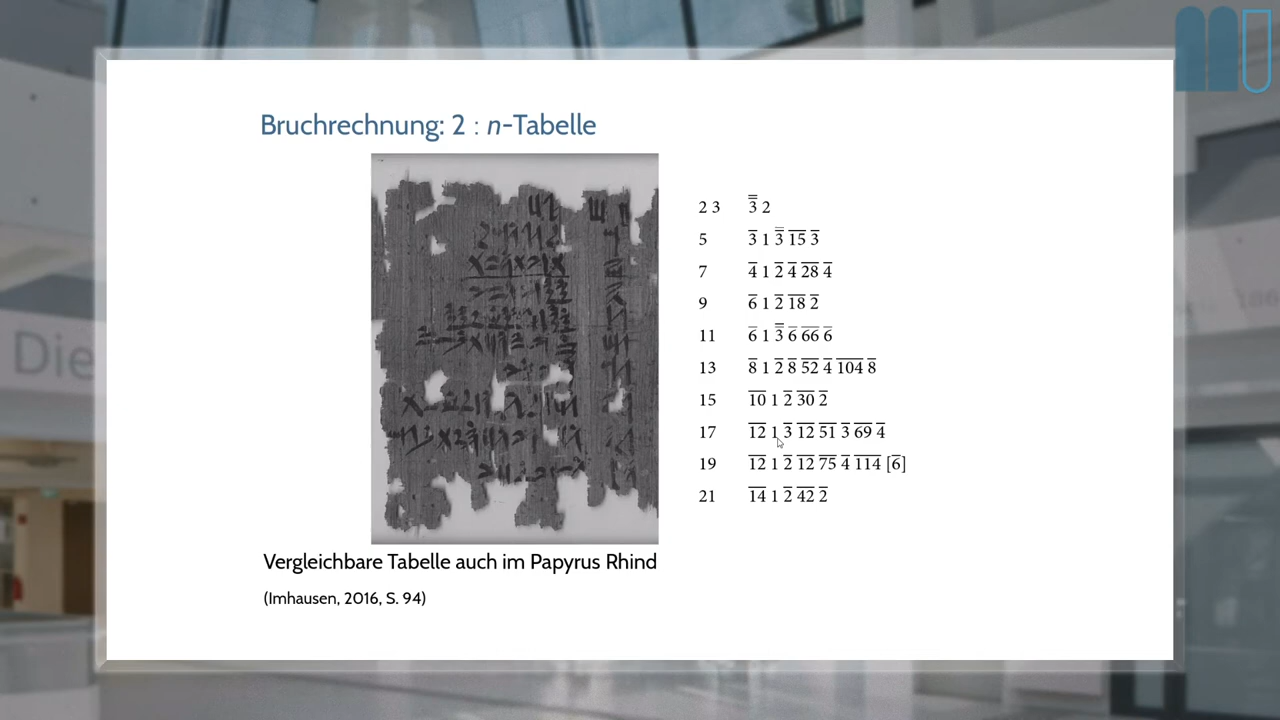 Bruchrechnung: 2 : n-Tabelle
2 3 3̿ 2
5 3̅ 1 3̿ 1̅5̅ 3̅
7 4̅ 1 2̅ 4̅ 2̅8̅ 4̅
9 6̅ 1 2̅ 1̅8̅ 2̅
11 6̅ 1 3̿ 6̅ 6̅6̅ 6̅
13 8̅ 1 2̅ 8̅ 5̅2̅ 4̅ 1̅0̅4̅ 8̅
15 1̅0̅ 1 2̅ 3̅0̅ 2̅
17 1̅2̅ 1 3̅ 1̅2̅ 5̅1̅ 3̅ 6̅9̅ 4̅
19 1̅2̅ 1 2̅ 1̅2̅ 7̅5̅ 4̅ 1̅1̅4̅ [6̅]
21 1̅4̅ 1 2̅ 4̅2̅ 2̅
Vergleichbare Tabelle auch im Papyrus Rhind
(Imhausen, 2016, S. 94)
Die